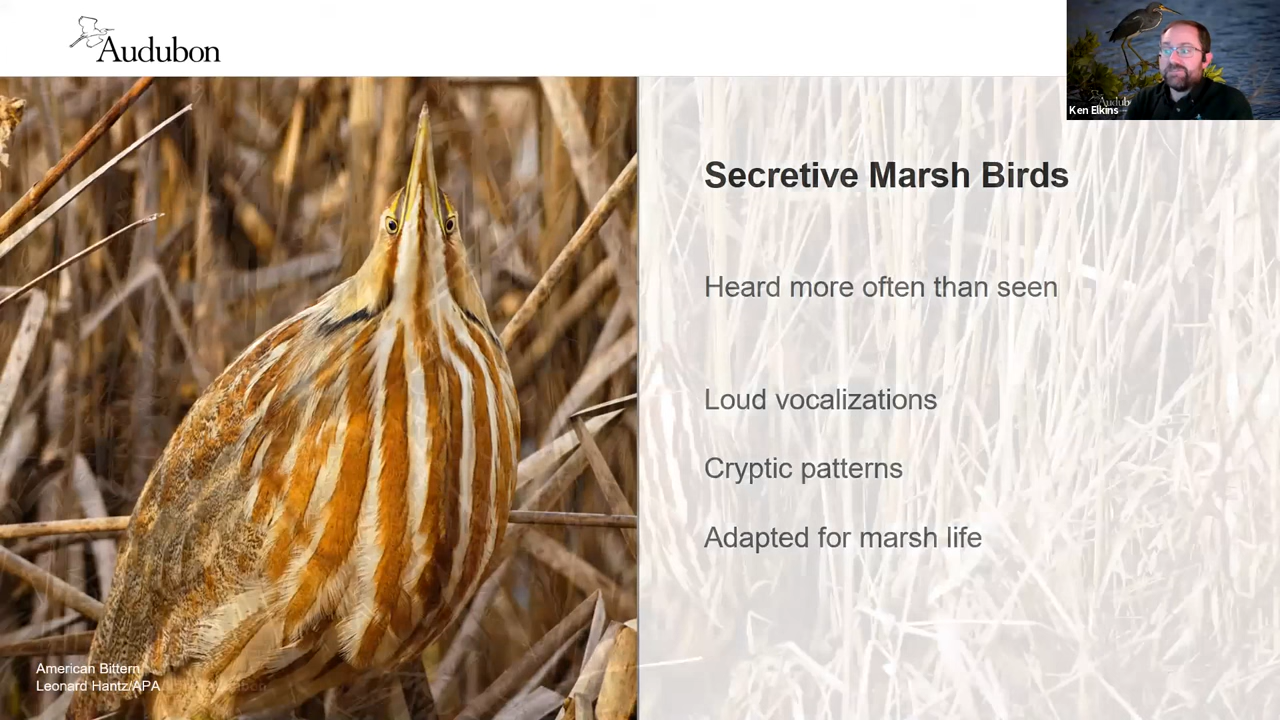 Audubon
Ken Elkins
Secretive Marsh Birds
Heard more often than seen
Loud vocalizations
Cryptic patterns
Adapted for marsh life
American Bittern
Leonard Hantz/APA